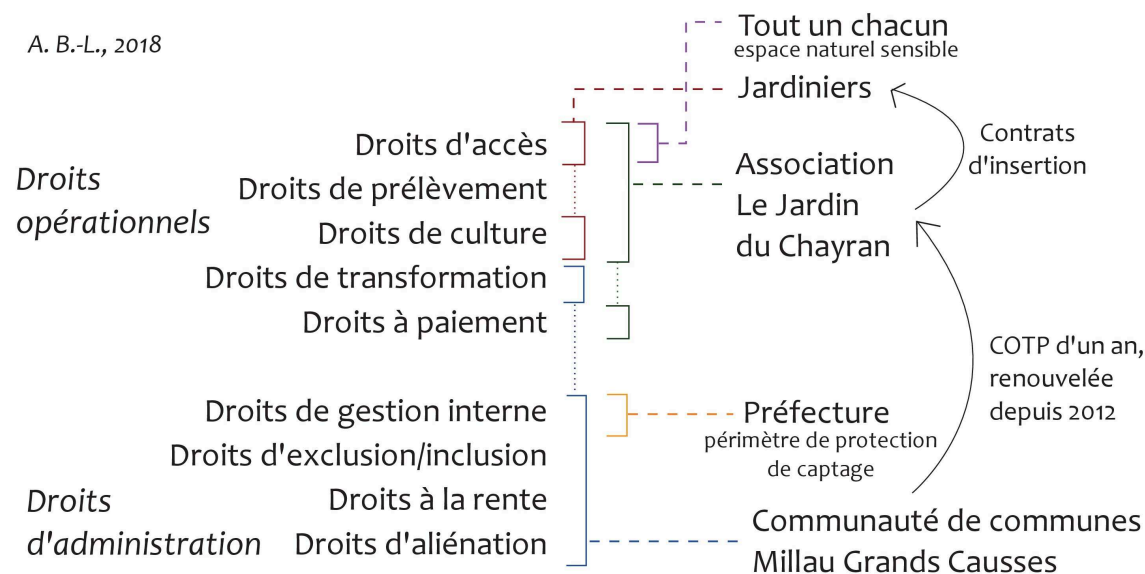 A. B.-L., 2018
Tout un chacun
espace naturel sensible
Jardiniers
Contrats
d'insertion
Droits
opérationnels
Droits d'accès
Droits de prélèvement
Droits de culture
Droits de transformation
Droits à paiement
Association
Le Jardin
du Chayran
COTP d'un an,
renouvelée
depuis 2012
Droits de gestion interne
Droits d'exclusion/inclusion
Droits à la rente
Droits d'aliénation
Droits
d'administration
Préfecture
périmètre de protection
de captage
Communauté de communes
Millau Grands Causses